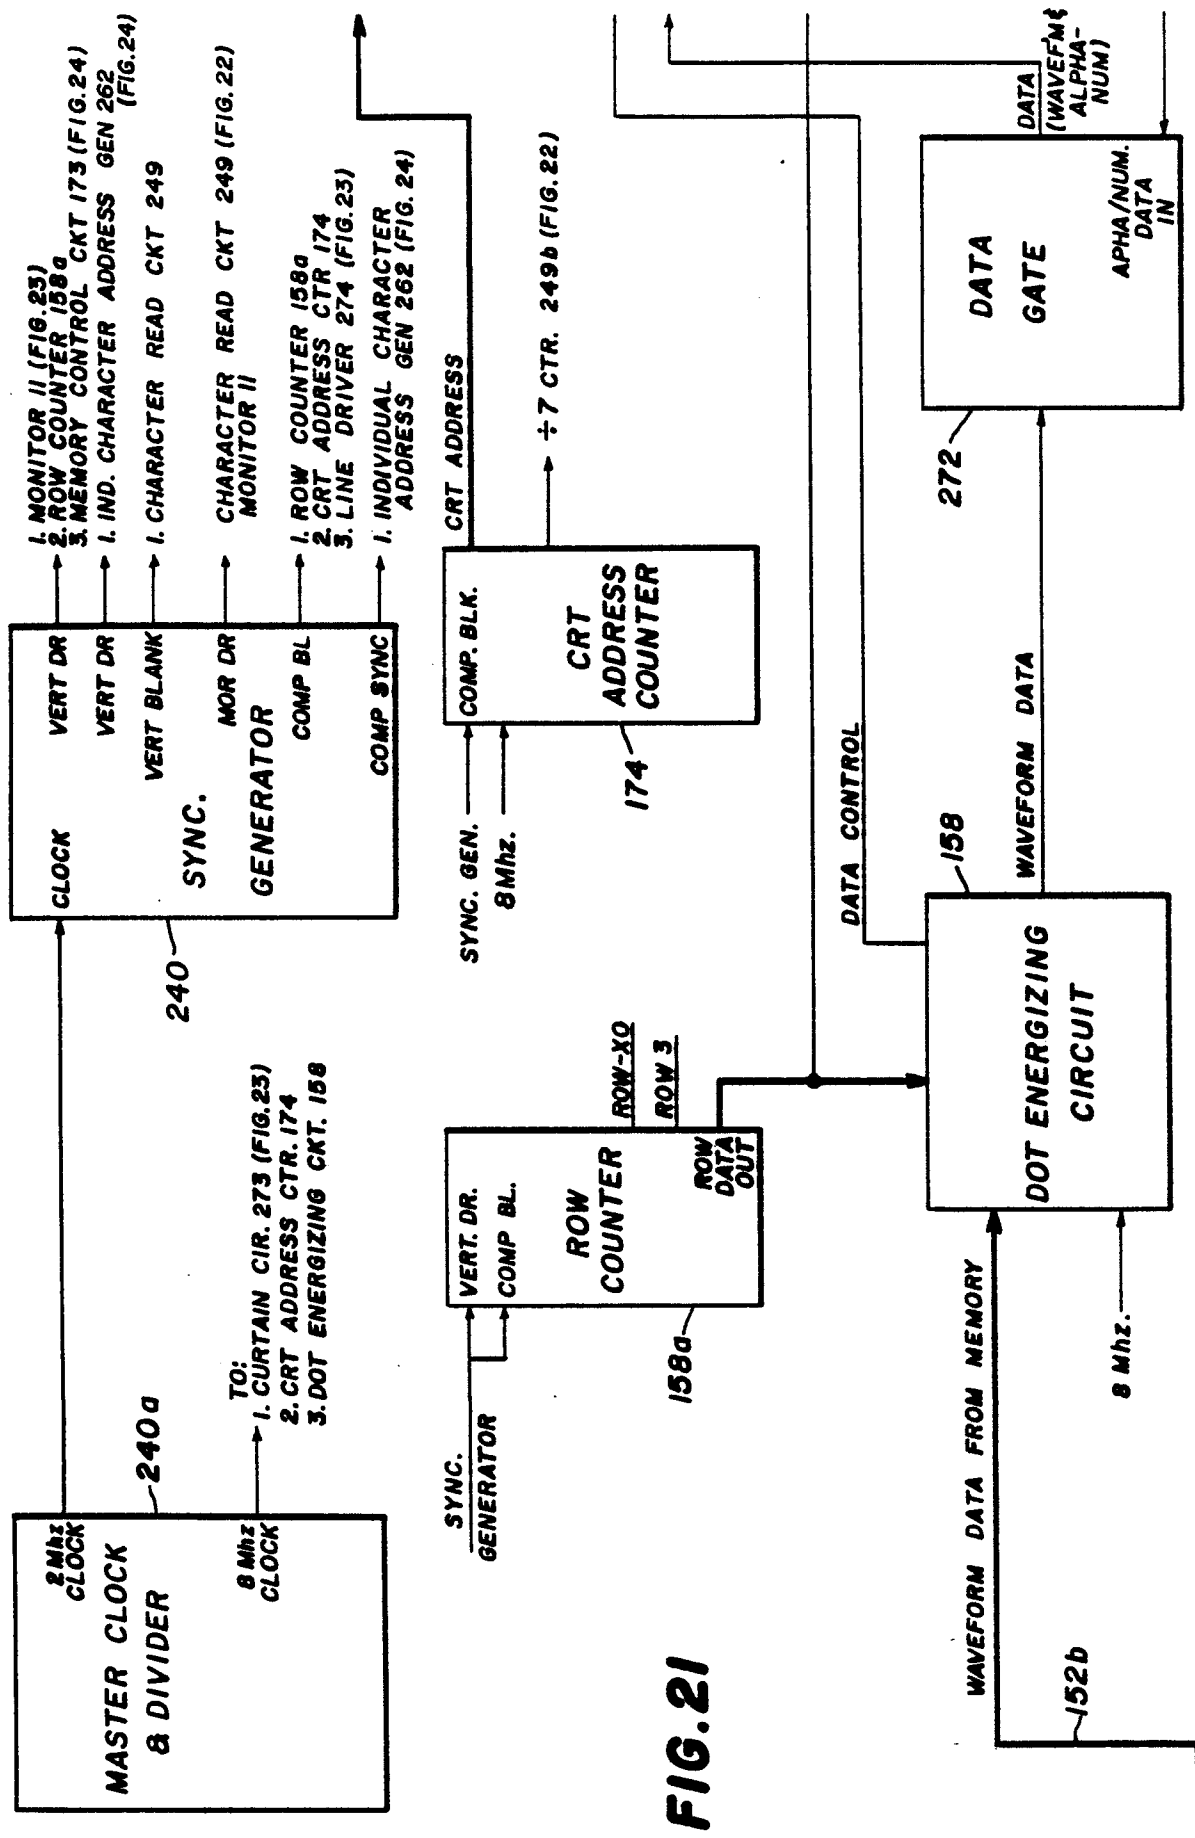 MASTER CLOCK
& DIVIDER
2 Mhz
CLOCK
8 Mhz
CLOCK
240a
TO:
1. CURTAIN CIR. 273 (FIG.23)
2. CRT ADDRESS CTR. 174
3. DOT ENERGIZING CKT. 158
CLOCK
SYNC.
GENERATOR
240
VERT DR
VERT DR
VERT BLANK
MOR DR
COMP BL
COMP SYNC
1. MONITOR 11 (FIG.23)
2. ROW COUNTER 158a
3. MEMORY CONTROL CKT 173 (FIG.24)
1. IND. CHARACTER ADDRESS GEN 262
(FIG.24)
1. CHARACTER READ CKT 249
CHARACTER READ CKT 249 (FIG.22)
MONITOR 11
1. ROW COUNTER 158a
2. CRT ADDRESS CTR 174
3. LINE DRIVER 274 (FIG.23)
1. INDIVIDUAL CHARACTER
ADDRESS GEN 262 (FIG.24)
SYNC.
GENERATOR
VERT. DR.
COMP BL.
ROW
COUNTER
158a
ROW-XO
ROW 3
ROW
DATA
OUT
SYNC. GEN.
8 Mhz.
COMP. BLK.
CRT
ADDRESS
COUNTER
174
CRT ADDRESS
÷7 CTR. 249b (FIG.22)
FIG.21
152b
WAVEFORM DATA FROM MEMORY
8 Mhz.
DOT ENERGIZING
CIRCUIT
158
DATA CONTROL
WAVEFORM DATA
272
DATA
GATE
APHA/NUM.
DATA
IN
DATA
(WAVEF'M &
ALPHA-
NUM)